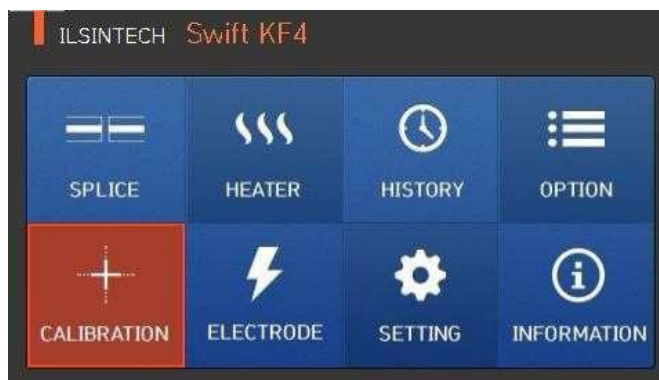 ILSINTECH Swift KF4
SPLICE HEATER HISTORY OPTION
CALIBRATION ELECTRODE SETTING INFORMATION